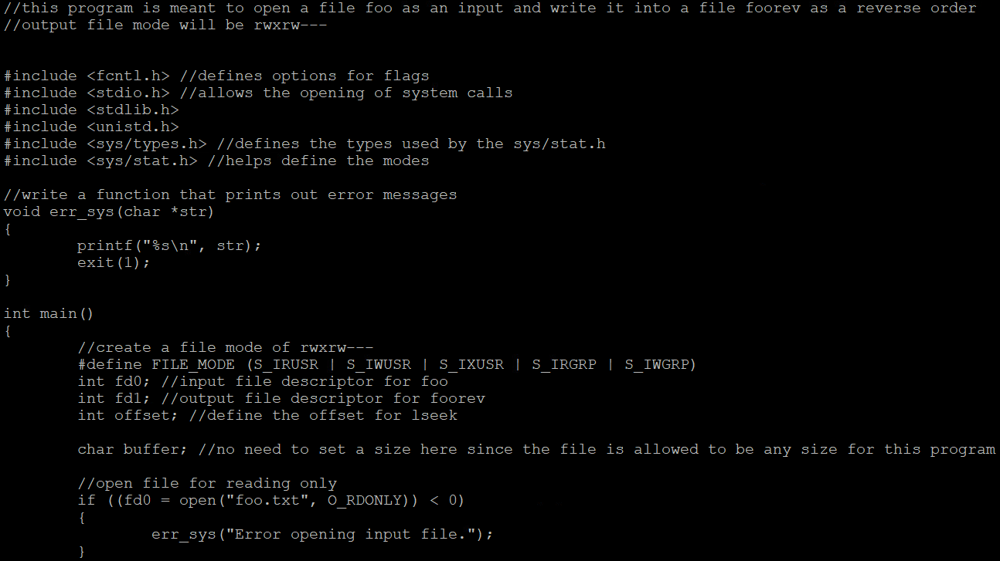 //this program is meant to open a file foo as an input and write it into a file foorev as a reverse order
//output file mode will be rwxrw---
#include <fcntl.h> //defines options for flags
#include <stdio.h> //allows the opening of system calls
#include <stdlib.h>
#include <unistd.h>
#include <sys/types.h> //defines the types used by the sys/stat.h
#include <sys/stat.h> //helps define the modes
//write a function that prints out error messages
void err_sys(char *str)
{
        printf("%s\n", str);
        exit(1);
}
int main()
{
        //create a file mode of rwxrw---
        #define FILE_MODE (S_IRUSR | S_IWUSR | S_IXUSR | S_IRGRP | S_IWGRP)
        int fd0; //input file descriptor for foo
        int fd1; //output file descriptor for foorev
        int offset; //define the offset for lseek
        char buffer; //no need to set a size here since the file is allowed to be any size for this program
        //open file for reading only
        if ((fd0 = open("foo.txt", O_RDONLY)) < 0)
        {
                err_sys("Error opening input file.");
        }